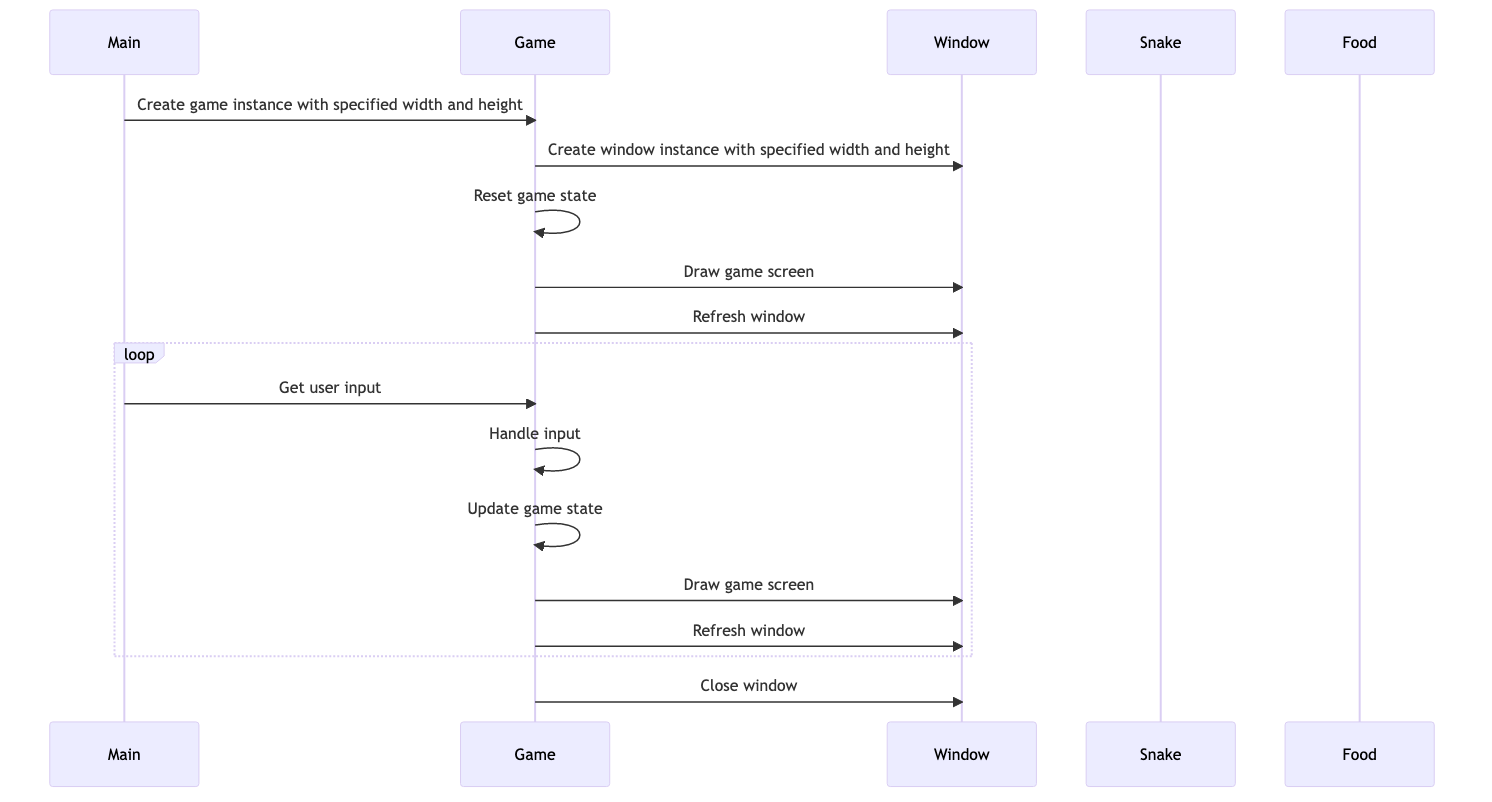 Main
Game
Window
Snake
Food
Create game instance with specified width and height
Create window instance with specified width and height
Reset game state
Draw game screen
Refresh window
loop
Get user input
Handle input
Update game state
Draw game screen
Refresh window
Close window
Main
Game
Window
Snake
Food